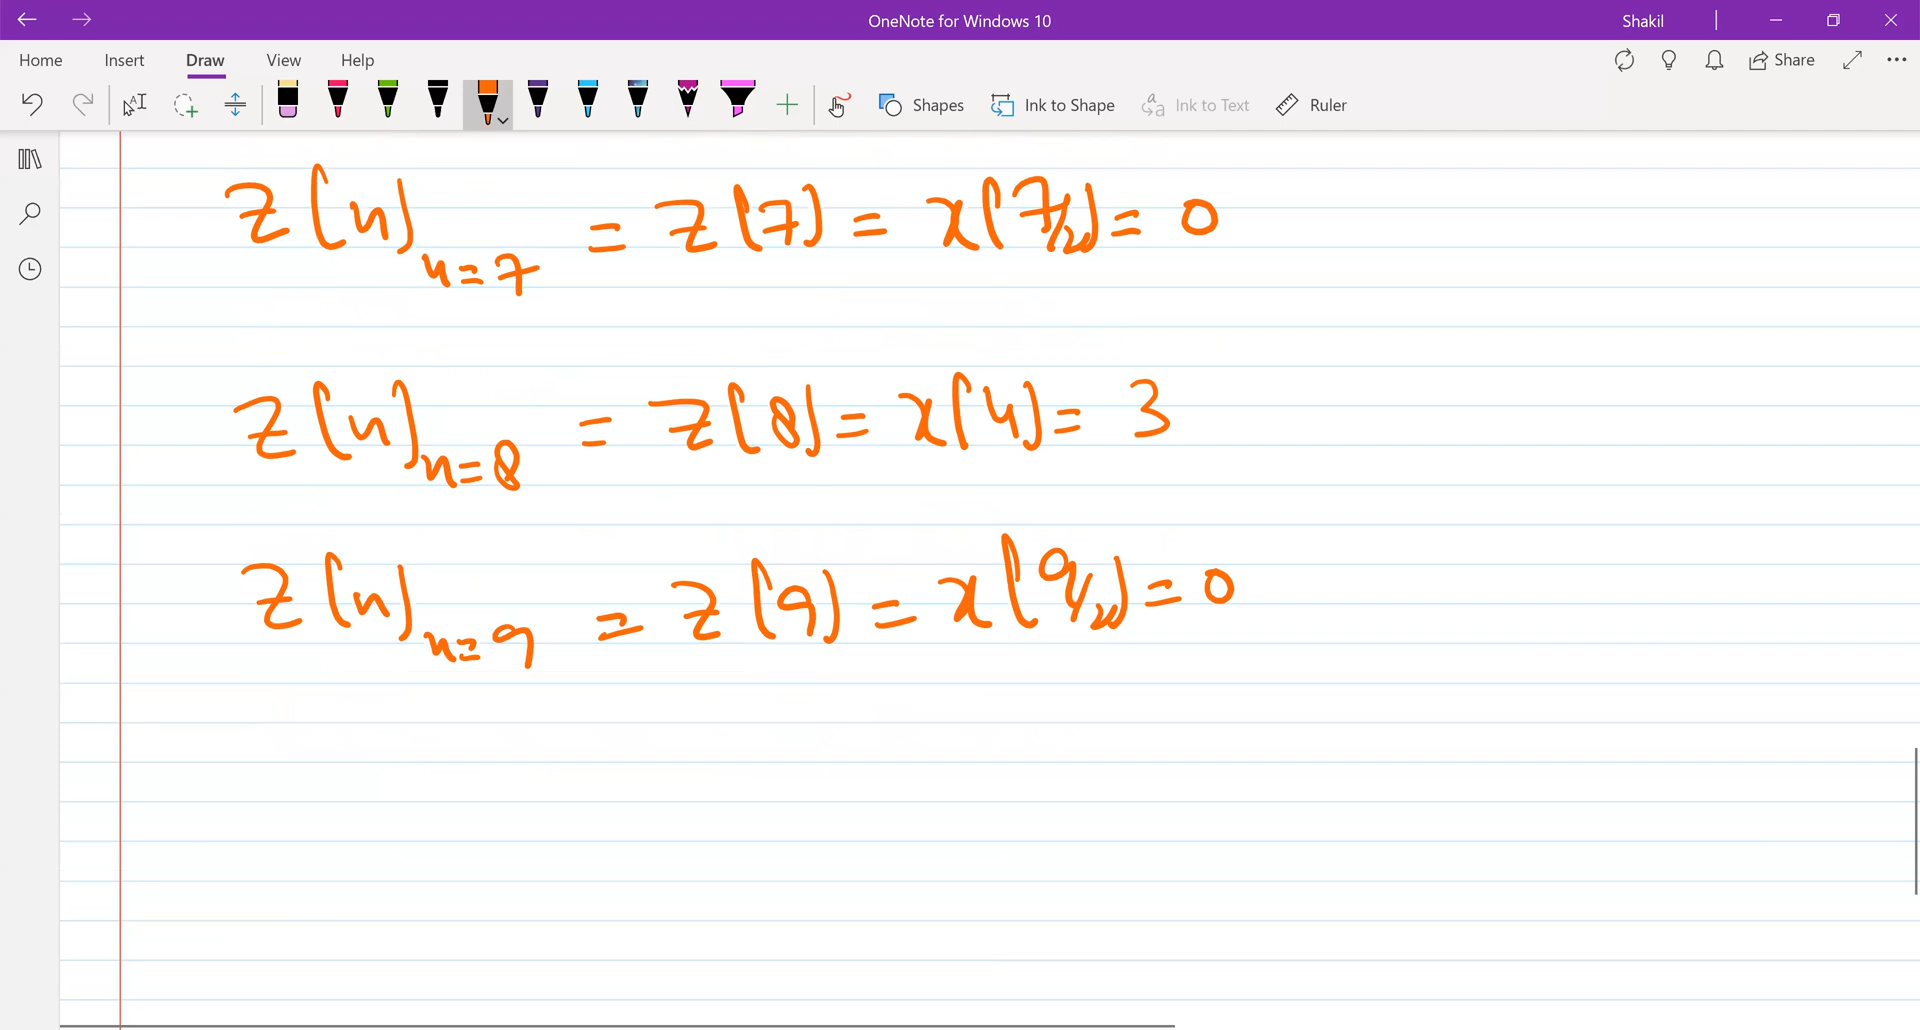 OneNote for Windows 10
Shakil
Home Insert Draw View Help
Share
Shapes Ink to Shape Ink to Text Ruler
z[n] n=7 = z[7] = x[7/2] = 0
z[n] n=8 = z[8] = x[4] = 3
z[n] n=9 = z[9] = x[9/2] = 0